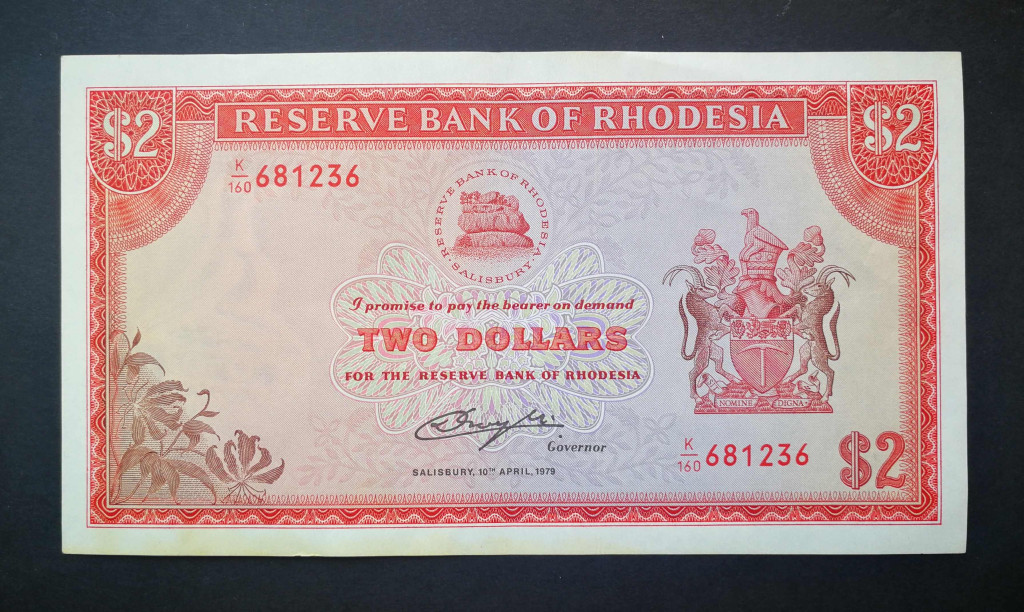 $2
RESERVE BANK OF RHODESIA
$2
K/160 681236
RESERVE BANK OF RHODESIA
· SALISBURY ·
I promise to pay the bearer on demand
TWO DOLLARS
FOR THE RESERVE BANK OF RHODESIA
Governor
SALISBURY, 10TH APRIL, 1979
NOMINE DIGNA
K/160 681236
$2